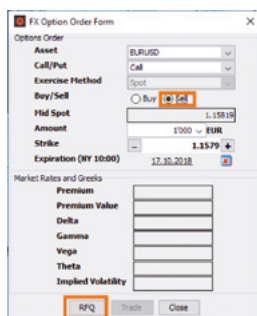 FX Option Order Form
Options Order
Asset EURUSD
Call/Put Call
Exercise Method Spot
Buy/Sell Buy Sell
Mid Spot 1.15819
Amount 1'000 EUR
Strike - 1.1579 +
Expiration (NY 10:00) 17.10.2018
Market Rates and Greeks
Premium
Premium Value
Delta
Gamma
Vega
Theta
Implied Volatility
RFQ Trade Close